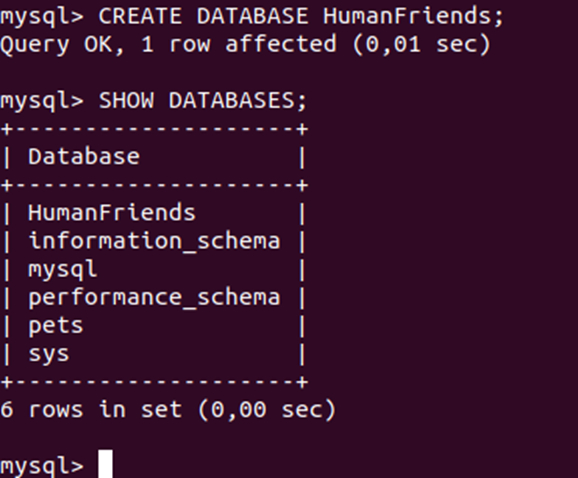 mysql> CREATE DATABASE HumanFriends;
Query OK, 1 row affected (0,01 sec)
mysql> SHOW DATABASES;
+--------------------+
| Database           |
+--------------------+
| HumanFriends       |
| information_schema |
| mysql              |
| performance_schema |
| pets               |
| sys                |
+--------------------+
6 rows in set (0,00 sec)
mysql>